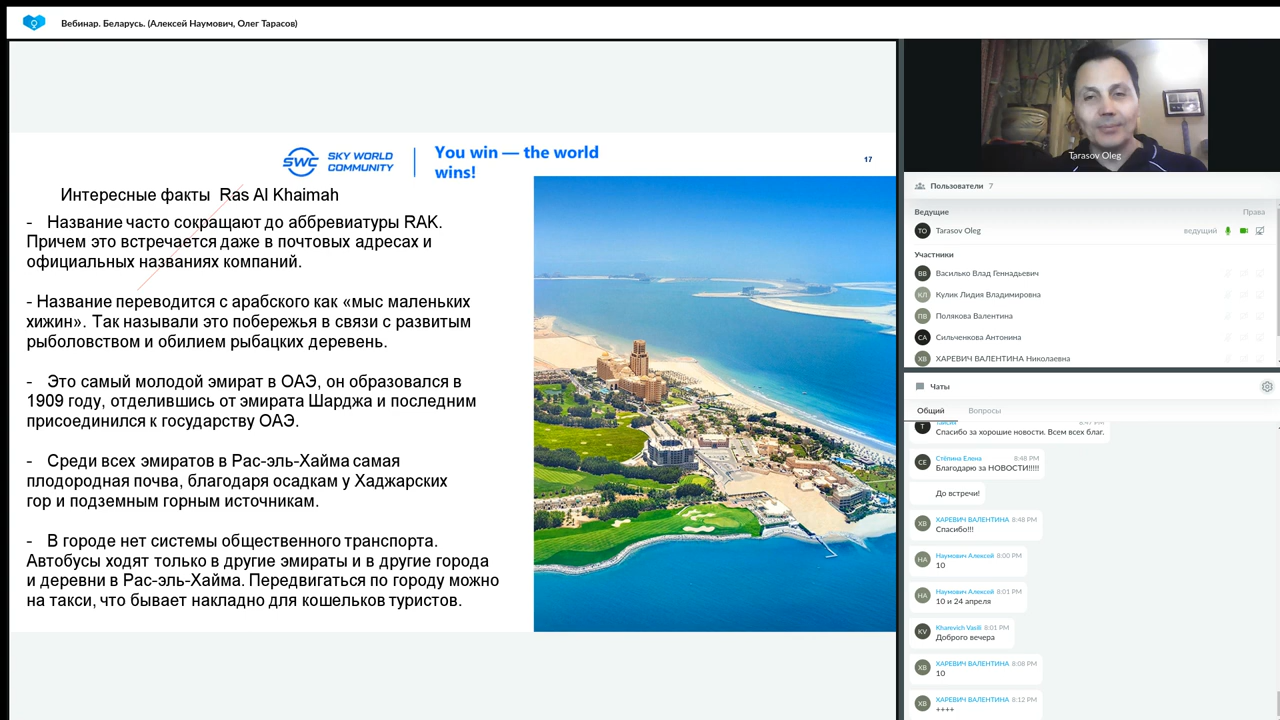 Вебинар. Беларусь. (Алексей Наумович, Олег Тарасов)
SWC
SKY WORLD
COMMUNITY
You win — the world
wins!
17
Интересные факты Ras Al Khaimah
- Название часто сокращают до аббревиатуры RAK.
Причем это встречается даже в почтовых адресах и
официальных названиях компаний.
- Название переводится с арабского как «мыс маленьких
хижин». Так называли это побережья в связи с развитым
рыболовством и обилием рыбацких деревень.
- Это самый молодой эмират в ОАЭ, он образовался в
1909 году, отделившись от эмирата Шарджа и последним
присоединился к государству ОАЭ.
- Среди всех эмиратов в Рас-эль-Хайма самая
плодородная почва, благодаря осадкам у Хаджарских
гор и подземным горным источникам.
- В городе нет системы общественного транспорта.
Автобусы ходят только в другие эмираты и в другие города
и деревни в Рас-эль-Хайма. Передвигаться по городу можно
на такси, что бывает накладно для кошельков туристов.
Tarasov Oleg
Пользователи 7
Ведущие Права
TO Tarasov Oleg ведущий
Участники
ВВ Василько Влад Геннадьевич
КЛ Кулик Лидия Владимировна
ПВ Полякова Валентина
СА Сильченкова Антонина
ХВ ХАРЕВИЧ ВАЛЕНТИНА Николаевна
Чаты
Общий Вопросы
Т
Спасибо за хорошие новости. Всем всех благ.
СЕ Стёпина Елена 8:48 PM
Благодарю за НОВОСТИ!!!!!
До встречи!
ХВ ХАРЕВИЧ ВАЛЕНТИНА 8:48 PM
Спасибо!!!
НА Наумович Алексей 8:00 PM
10
НА Наумович Алексей 8:01 PM
10 и 24 апреля
KV Kharevich Vasili 8:01 PM
Доброго вечера
ХВ ХАРЕВИЧ ВАЛЕНТИНА 8:08 PM
10
ХВ ХАРЕВИЧ ВАЛЕНТИНА 8:12 PM
++++